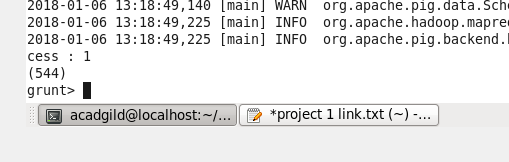 2018-01-06 13:18:49,140 [main] WARN  org.apache.pig.data.Sche
2018-01-06 13:18:49,225 [main] INFO  org.apache.hadoop.mapre
2018-01-06 13:18:49,225 [main] INFO  org.apache.pig.backend.h
cess : 1
(544)
grunt>
acadgild@localhost:~/...
*project 1 link.txt (~) -...